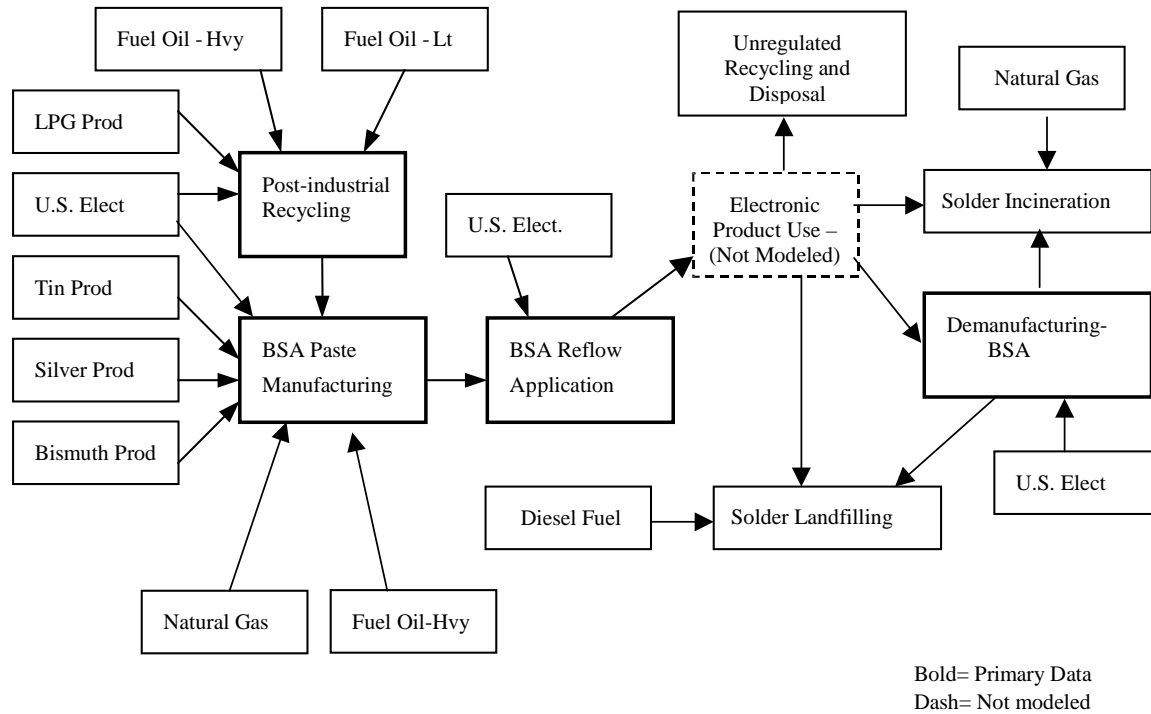 Fuel Oil - Hvy
Fuel Oil - Lt
Unregulated
Recycling and
Disposal
Natural Gas
LPG Prod
U.S. Elect
Post-industrial
Recycling
U.S. Elect.
Electronic
Product Use –
(Not Modeled)
Solder Incineration
Tin Prod
Silver Prod
Bismuth Prod
BSA Paste
Manufacturing
BSA Reflow
Application
Demanufacturing-
BSA
U.S. Elect
Diesel Fuel
Solder Landfilling
Natural Gas
Fuel Oil-Hvy
Bold= Primary Data
Dash= Not modeled